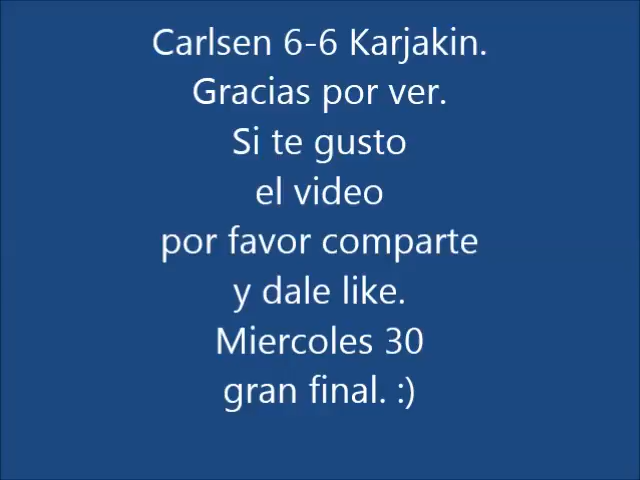 Carlsen 6-6 Karjakin.
Gracias por ver.
Si te gusto
el video
por favor comparte
y dale like.
Miercoles 30
gran final. :)